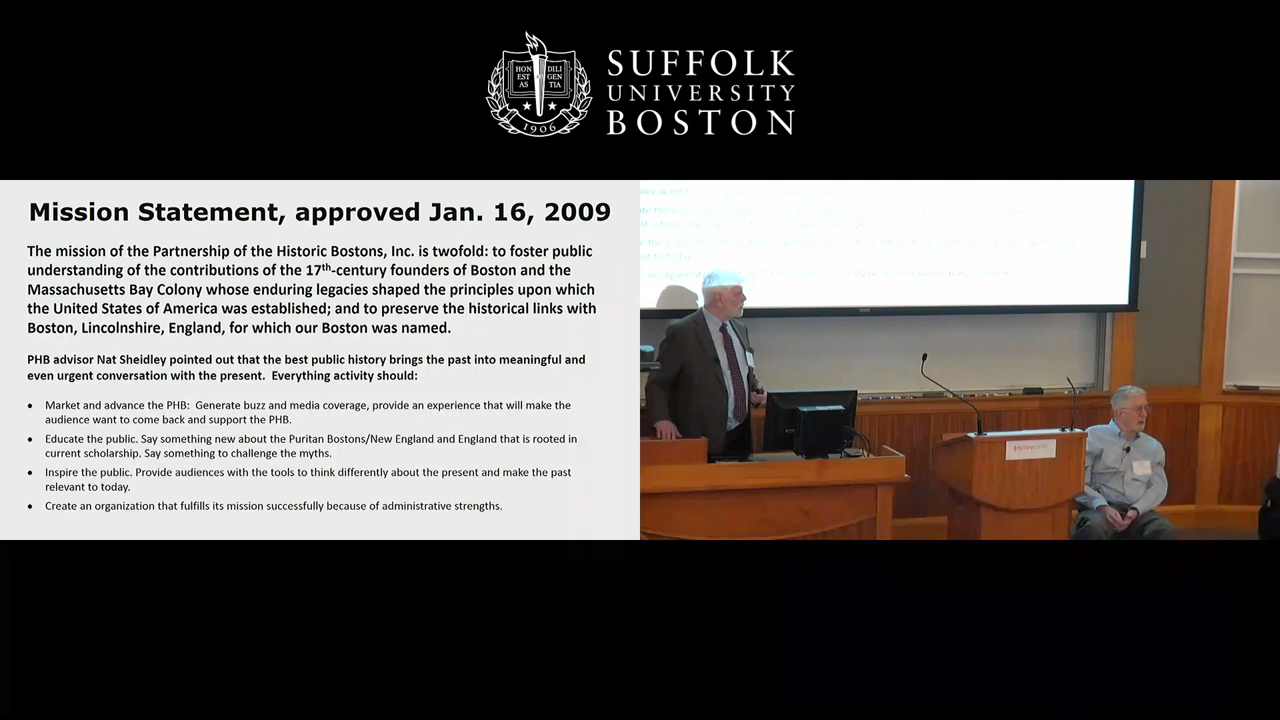 HON
EST
AS
DILI
GEN
TIA
1906
SUFFOLK
UNIVERSITY
BOSTON
Mission Statement, approved Jan. 16, 2009
The mission of the Partnership of the Historic Bostons, Inc. is twofold: to foster public
understanding of the contributions of the 17th-century founders of Boston and the
Massachusetts Bay Colony whose enduring legacies shaped the principles upon which
the United States of America was established; and to preserve the historical links with
Boston, Lincolnshire, England, for which our Boston was named.
PHB advisor Nat Sheidley pointed out that the best public history brings the past into meaningful and
even urgent conversation with the present.  Everything activity should:
• Market and advance the PHB:  Generate buzz and media coverage, provide an experience that will make the
audience want to come back and support the PHB.
• Educate the public. Say something new about the Puritan Bostons/New England and England that is rooted in
current scholarship. Say something to challenge the myths.
• Inspire the public. Provide audiences with the tools to think differently about the present and make the past
relevant to today.
• Create an organization that fulfills its mission successfully because of administrative strengths.